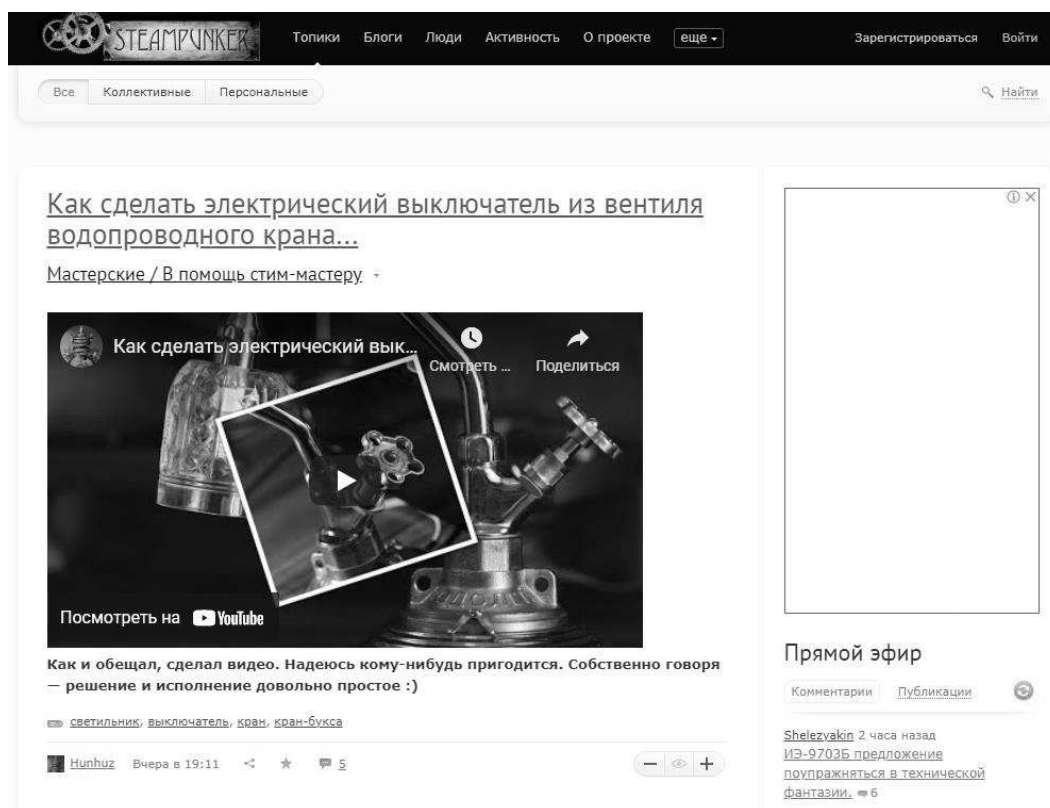 STEAMPUNKER Топики Блоги Люди Активность О проекте еще Зарегистрироваться Войти
Все Коллективные Персональные Найти
Как сделать электрический выключатель из вентиля
водопроводного крана...
Мастерские / В помощь стим-мастеру
Как сделать электрический вык...
Смотреть ... Поделиться
Посмотреть на YouTube
Как и обещал, сделал видео. Надеюсь кому-нибудь пригодится. Собственно говоря
— решение и исполнение довольно простое :)
светильник, выключатель, кран, кран-букса
Hunhuz Вчера в 19:11 5
Прямой эфир
Комментарии Публикации
Shelezyakin 2 часа назад
ИЭ-9703Б предложение
поупражняться в технической
фантазии. 6